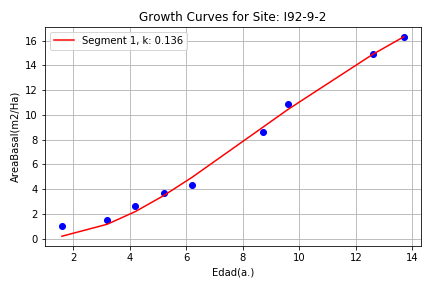 Growth Curves for Site: I92-9-2
Segment 1, k: 0.136
AreaBasal(m2/Ha)
16
14
12
10
8
6
4
2
0
2 4 6 8 10 12 14
Edad(a.)